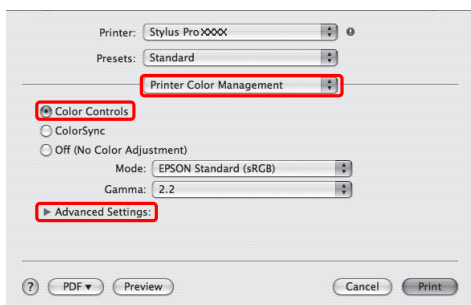 Printer: Stylus Pro XXXX
Presets: Standard
Printer Color Management
Color Controls
ColorSync
Off (No Color Adjustment)
Mode: EPSON Standard (sRGB)
Gamma: 2.2
Advanced Settings:
? PDF▼ Preview Cancel Print